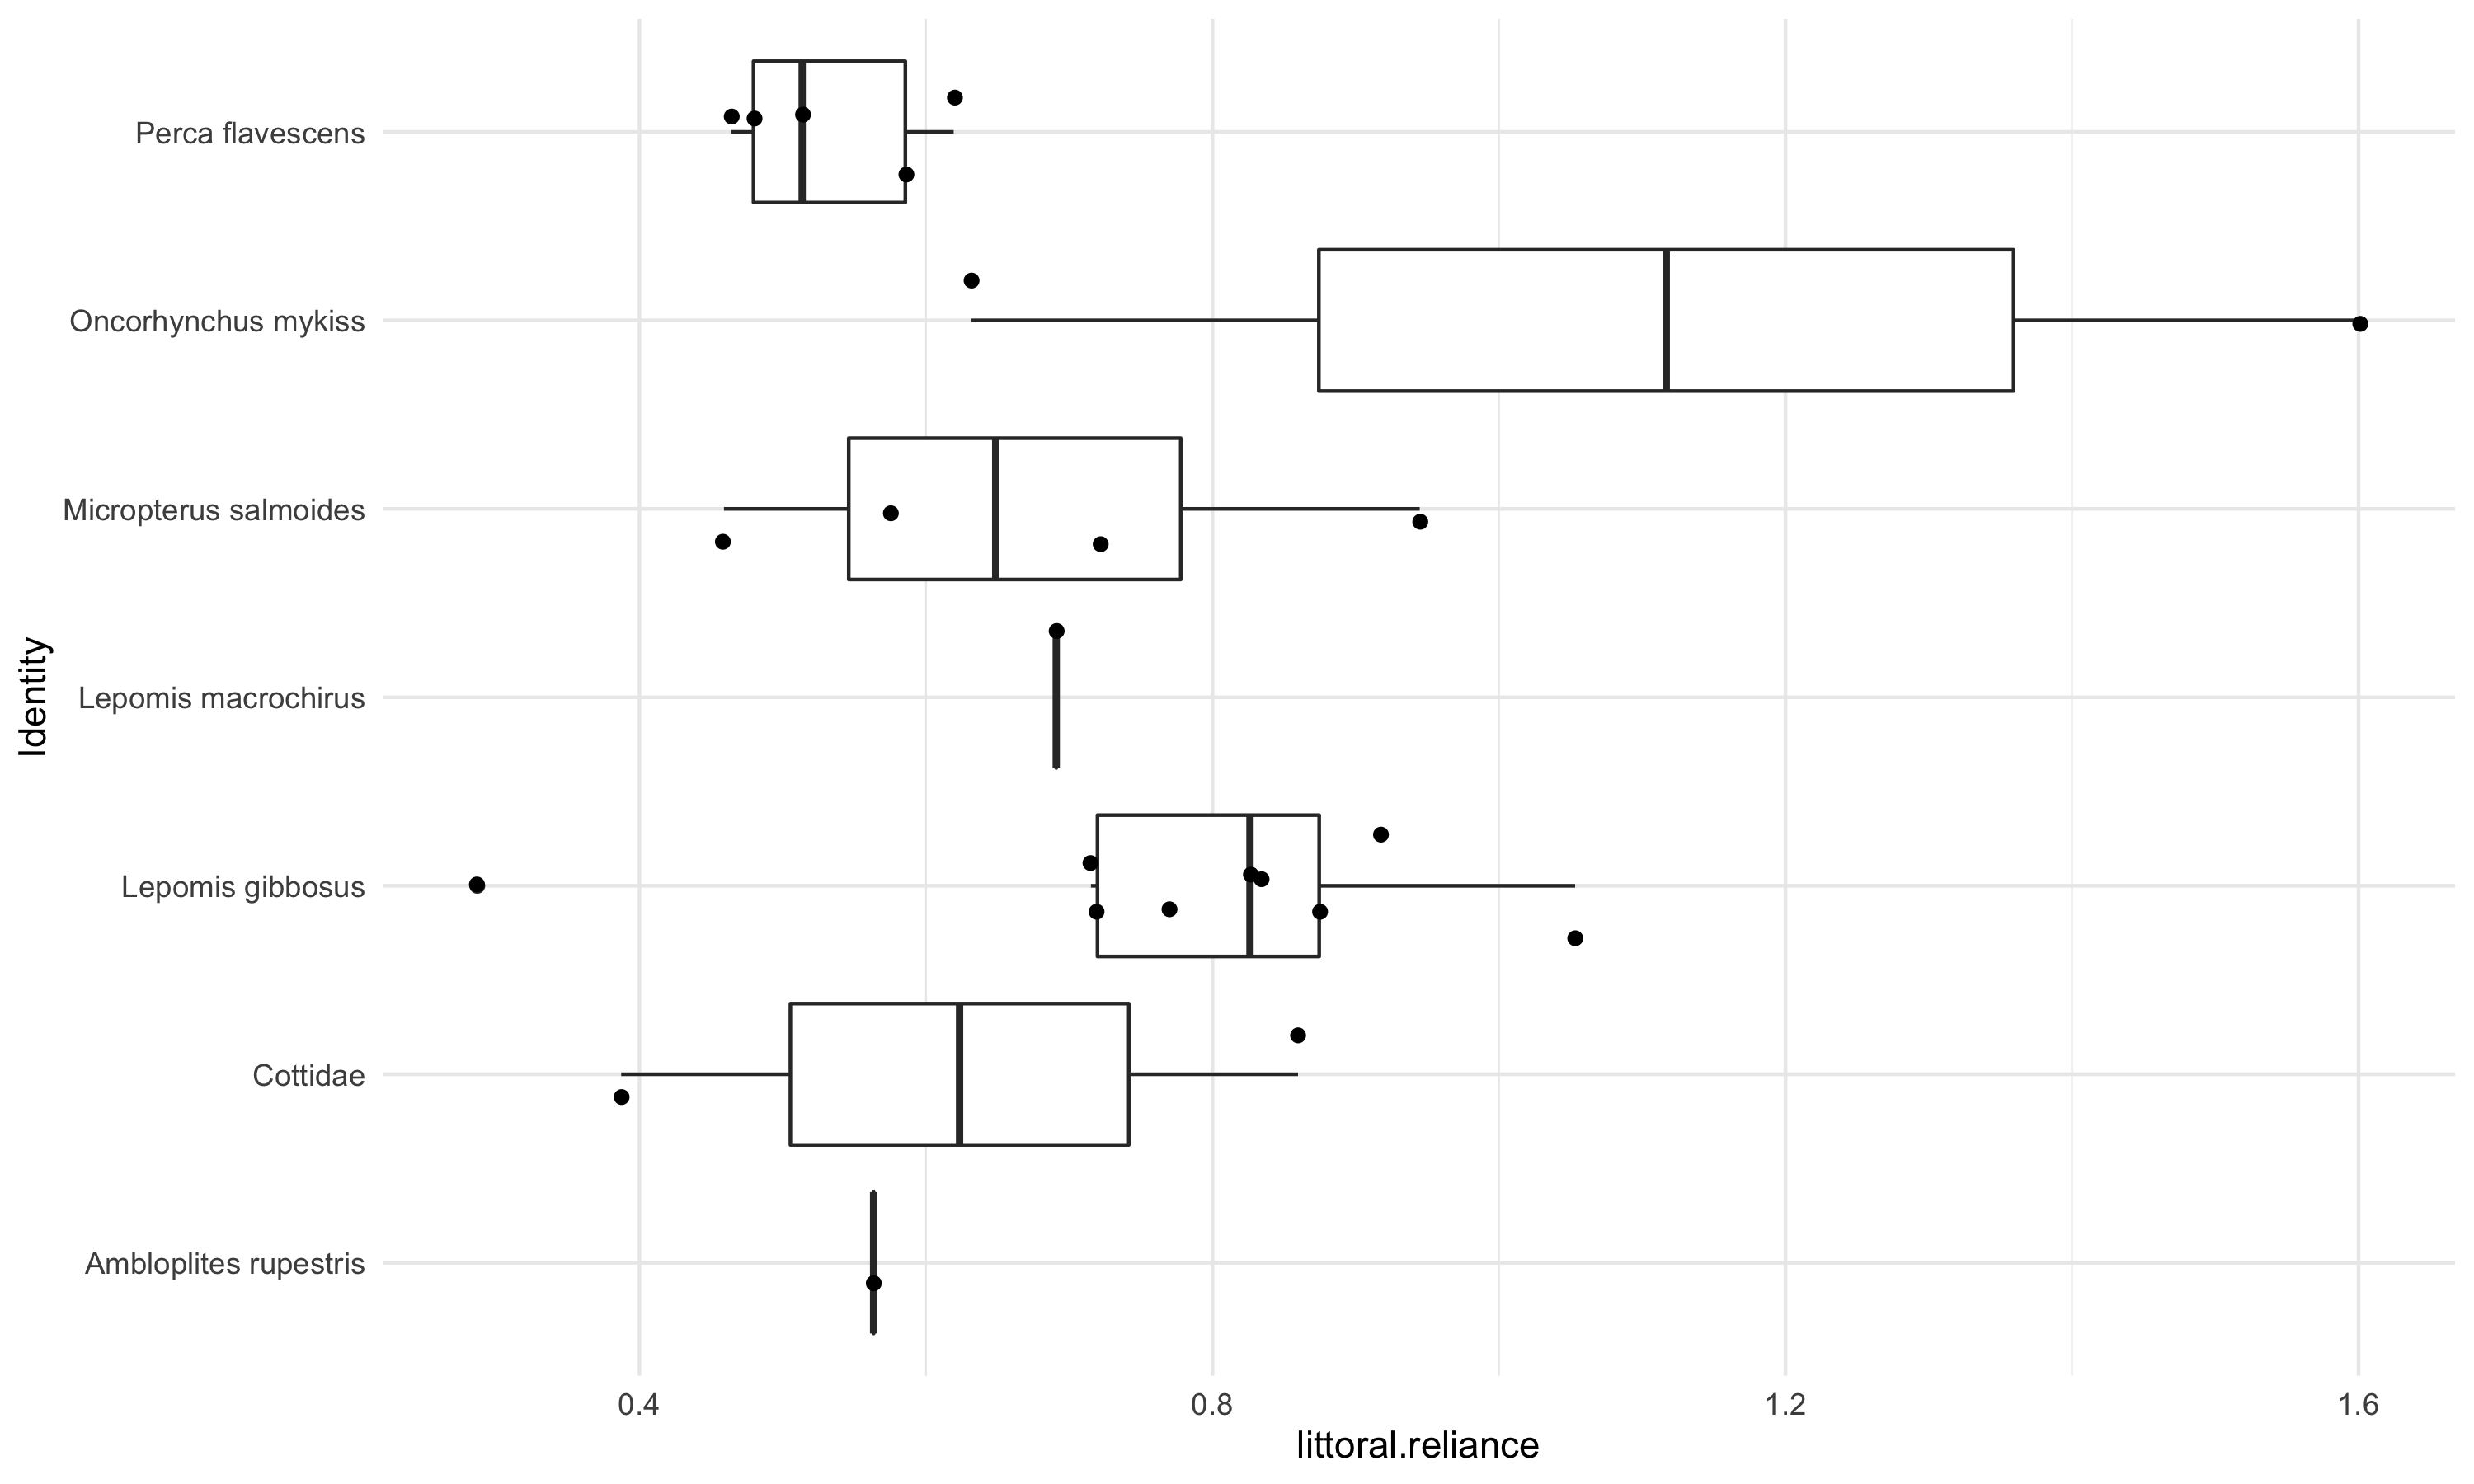 Perca flavescens
Oncorhynchus mykiss
Micropterus salmoides
Lepomis macrochirus
Lepomis gibbosus
Cottidae
Ambloplites rupestris
Identity
0.4 0.8 1.2 1.6
littoral.reliance